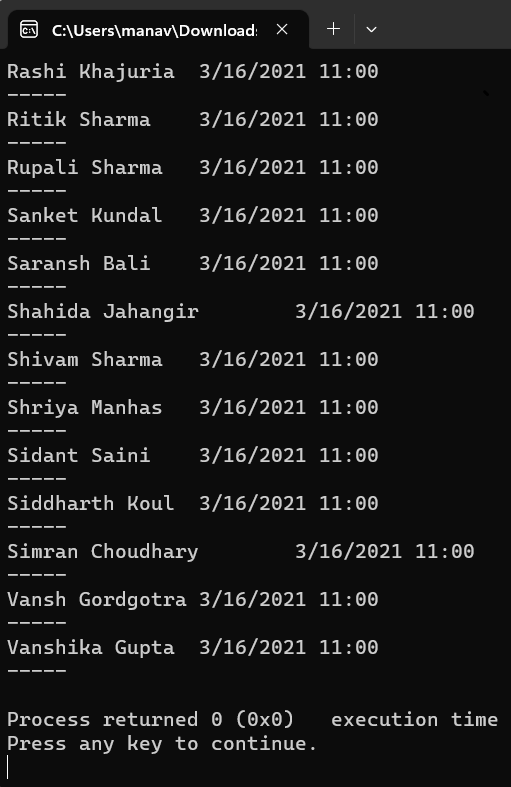 C:\Users\manav\Download:
Rashi Khajuria  3/16/2021 11:00
-----
Ritik Sharma    3/16/2021 11:00
-----
Rupali Sharma   3/16/2021 11:00
-----
Sanket Kundal   3/16/2021 11:00
-----
Saransh Bali    3/16/2021 11:00
-----
Shahida Jahangir        3/16/2021 11:00
-----
Shivam Sharma   3/16/2021 11:00
-----
Shriya Manhas   3/16/2021 11:00
-----
Sidant Saini    3/16/2021 11:00
-----
Siddharth Koul  3/16/2021 11:00
-----
Simran Choudhary        3/16/2021 11:00
-----
Vansh Gordgotra 3/16/2021 11:00
-----
Vanshika Gupta  3/16/2021 11:00
-----
Process returned 0 (0x0)   execution time
Press any key to continue.